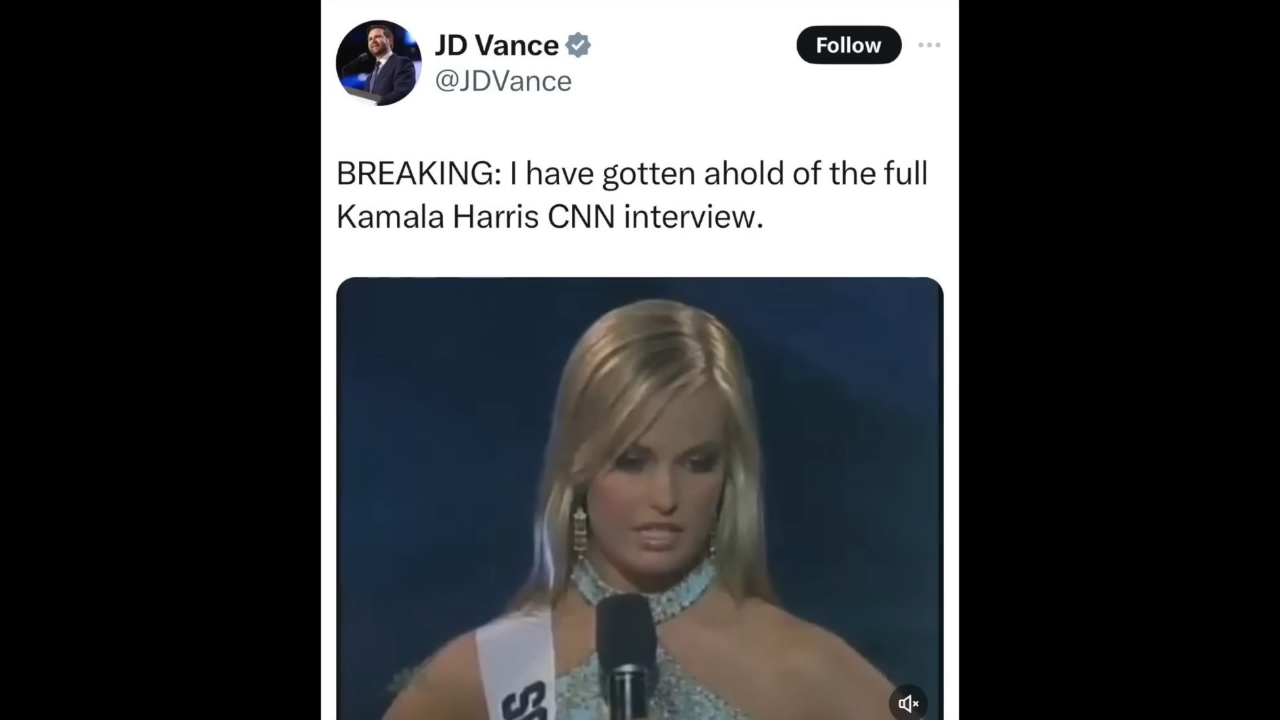 JD Vance
Follow
@JDVance
BREAKING: I have gotten ahold of the full
Kamala Harris CNN interview.